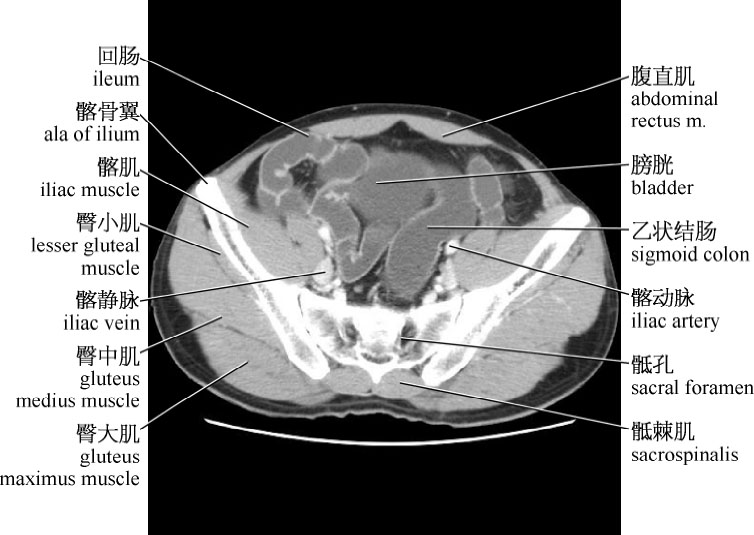 回肠
ileum
髂骨翼
ala of ilium
髂肌
iliac muscle
臀小肌
lesser gluteal
muscle
髂静脉
iliac vein
臀中肌
gluteus
medius muscle
臀大肌
gluteus
maximus muscle
腹直肌
abdominal
rectus m.
膀胱
bladder
乙状结肠
sigmoid colon
髂动脉
iliac artery
骶孔
sacral foramen
骶棘肌
sacrospinalis